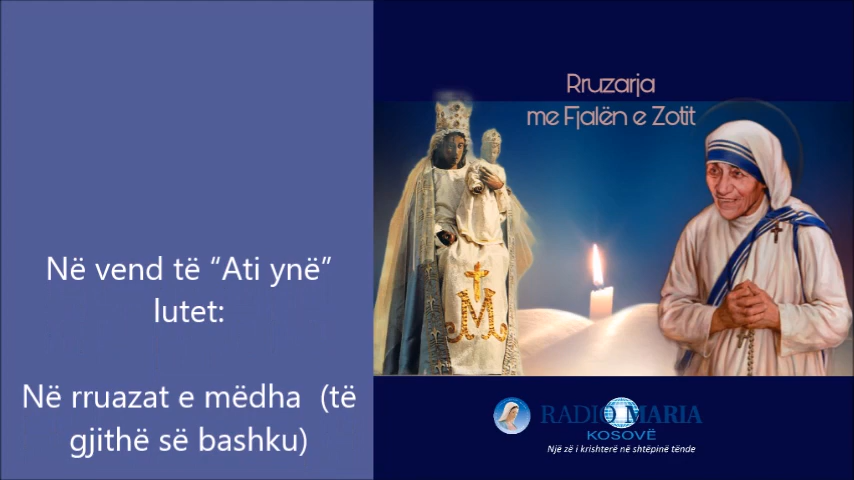 Në vend të “Ati ynë”
lutet:
Në rruazat e mëdha (të
gjithë së bashku)
Rruzarja
me Fjalën e Zotit
M
RADIO MARIA
KOSOVË
Një zë i krishterë në shtëpinë tënde